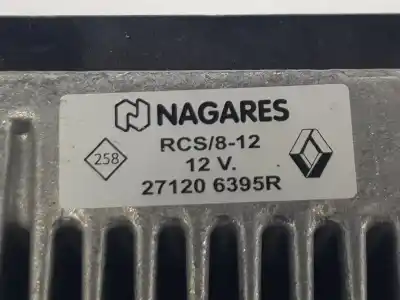 NAGARES
RCS/8-12
258
12 V.
27120 6395R